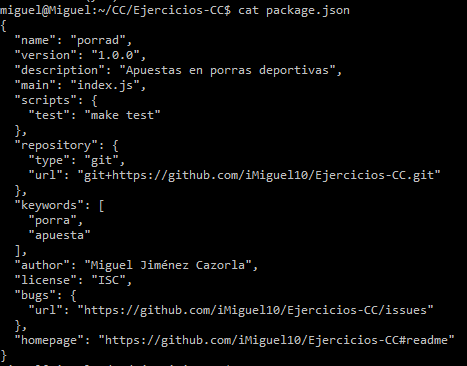 miguel@Miguel:~/CC/Ejercicios-CC$ cat package.json
{
  "name": "porrad",
  "version": "1.0.0",
  "description": "Apuestas en porras deportivas",
  "main": "index.js",
  "scripts": {
    "test": "make test"
  },
  "repository": {
    "type": "git",
    "url": "git+https://github.com/iMiguel10/Ejercicios-CC.git"
  },
  "keywords": [
    "porra",
    "apuesta"
  ],
  "author": "Miguel Jiménez Cazorla",
  "license": "ISC",
  "bugs": {
    "url": "https://github.com/iMiguel10/Ejercicios-CC/issues"
  },
  "homepage": "https://github.com/iMiguel10/Ejercicios-CC#readme"
}